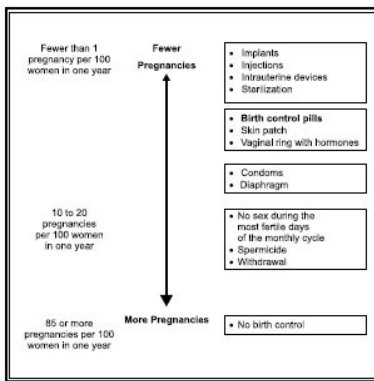 Fewer than 1
pregnancy per 100
women in one year
Fewer
Pregnancies
• Implants
• Injections
• Intrauterine devices
• Sterilization
• Birth control pills
• Skin patch
• Vaginal ring with hormones
• Condoms
• Diaphragm
10 to 20
pregnancies
per 100 women
in one year
• No sex during the
most fertile days
of the monthly cycle
• Spermicide
• Withdrawal
More Pregnancies
85 or more
pregnancies per 100
women in one year
• No birth control